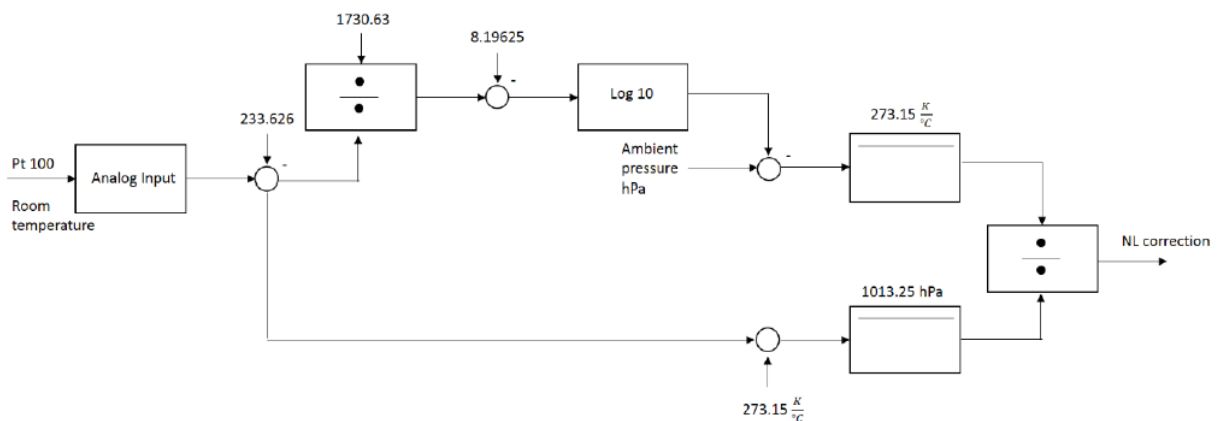 1730.63
8.19625
233.626
Log 10
273.15 K/°C
Pt 100
Analog Input
Ambient
pressure
hPa
Room
temperature
NL correction
1013.25 hPa
273.15 K/°C
-
-
-